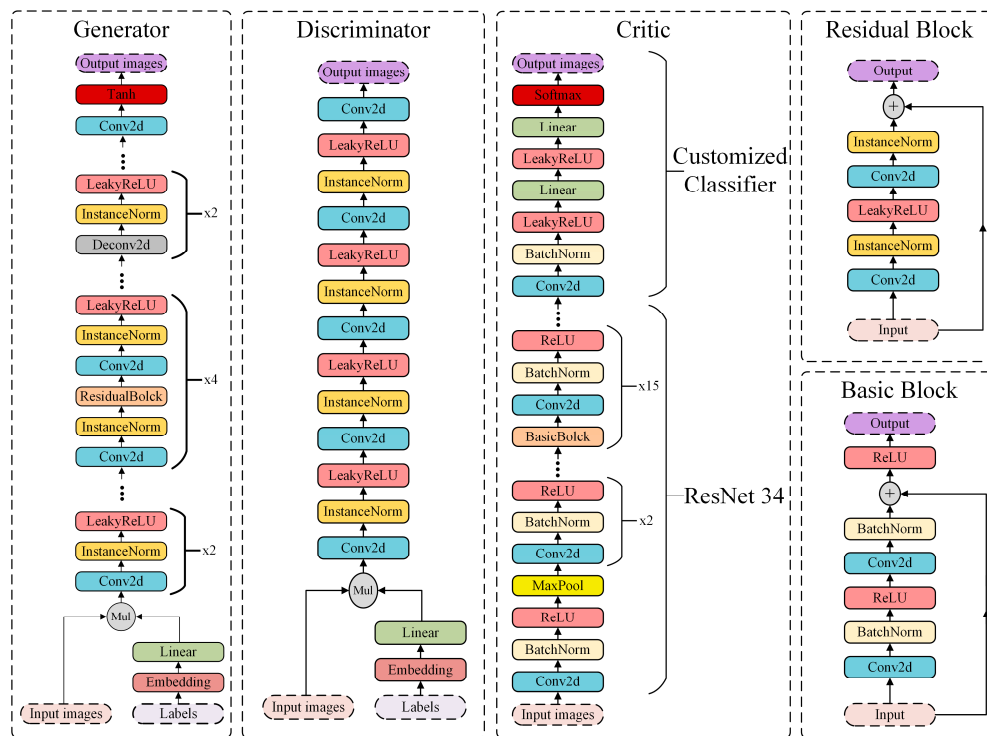 Generator
Output images
Tanh
Conv2d
LeakyReLU
InstanceNorm
Deconv2d
x2
LeakyReLU
InstanceNorm
Conv2d
ResidualBolck
InstanceNorm
Conv2d
x4
LeakyReLU
InstanceNorm
Conv2d
x2
Mul
Linear
Embedding
Input images
Labels
Discriminator
Output images
Conv2d
LeakyReLU
InstanceNorm
Conv2d
LeakyReLU
InstanceNorm
Conv2d
LeakyReLU
InstanceNorm
Conv2d
LeakyReLU
InstanceNorm
Conv2d
Mul
Linear
Embedding
Input images
Labels
Critic
Output images
Softmax
Linear
LeakyReLU
Linear
LeakyReLU
BatchNorm
Conv2d
Customized
Classifier
ReLU
BatchNorm
Conv2d
BasicBolck
x15
ReLU
BatchNorm
Conv2d
x2
ResNet 34
MaxPool
ReLU
BatchNorm
Conv2d
Input images
Residual Block
Output
+
InstanceNorm
Conv2d
LeakyReLU
InstanceNorm
Conv2d
Input
Basic Block
Output
ReLU
+
BatchNorm
Conv2d
ReLU
BatchNorm
Conv2d
Input